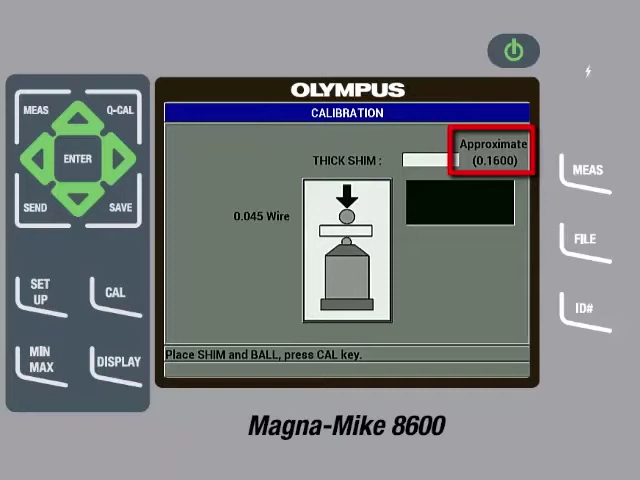 MEAS
Q-CAL
ENTER
SEND
SAVE
SET UP
CAL
MIN MAX
DISPLAY
OLYMPUS
CALIBRATION
THICK SHIM :
Approximate
(0.1600)
0.045 Wire
Place SHIM and BALL, press CAL key.
MEAS
FILE
ID#
Magna-Mike 8600